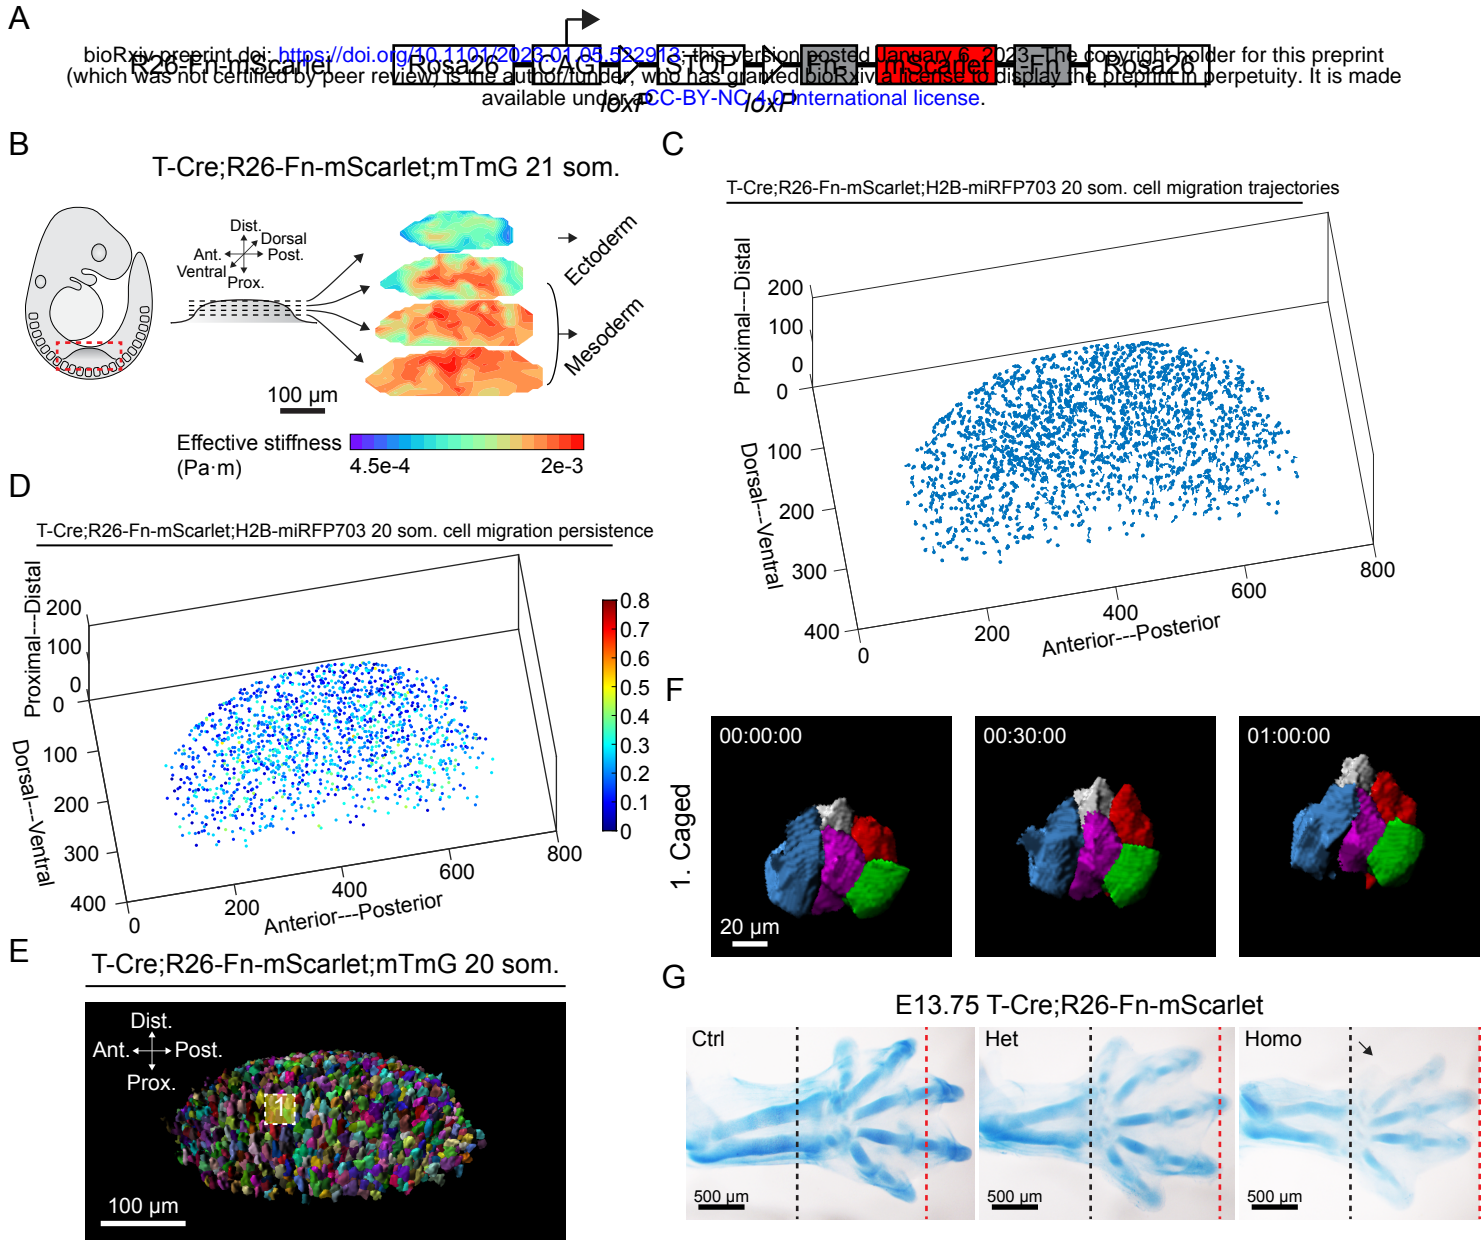 A
bioRxiv preprint doi: https://doi.org/10.1101/2023.01.05.522913; this version posted January 6, 2023. The copyright holder for this preprint
(which was not certified by peer review) is the author/funder, who has granted bioRxiv a license to display the preprint in perpetuity. It is made
available under aCC-BY-NC 4.0 International license.
R26-Fn-mScarlet Rosa26 CAG STOP Fn- mScarlet Fn Rosa26
loxP loxP
B
T-Cre;R26-Fn-mScarlet;mTmG 21 som.
Dist.
Dorsal
Ant. Post.
Ventral
Prox.
Ectoderm
Mesoderm
100 µm
Effective stiffness
(Pa·m)
4.5e-4 2e-3
C
T-Cre;R26-Fn-mScarlet;H2B-miRFP703 20 som. cell migration trajectories
Proximal---Distal
200
100
0
0
100
200
300
400
Dorsal---Ventral
0
200
400
600
800
Anterior---Posterior
D
T-Cre;R26-Fn-mScarlet;H2B-miRFP703 20 som. cell migration persistence
Proximal---Distal
200
100
0
0
100
200
300
400
Dorsal---Ventral
0
200
400
600
800
Anterior---Posterior
0.8
0.7
0.6
0.5
0.4
0.3
0.2
0.1
0
E
T-Cre;R26-Fn-mScarlet;mTmG 20 som.
Dist.
Ant. Post.
Prox.
1
100 µm
F
1. Caged
00:00:00 00:30:00 01:00:00
20 µm
G
E13.75 T-Cre;R26-Fn-mScarlet
Ctrl Het Homo
500 µm 500 µm 500 µm